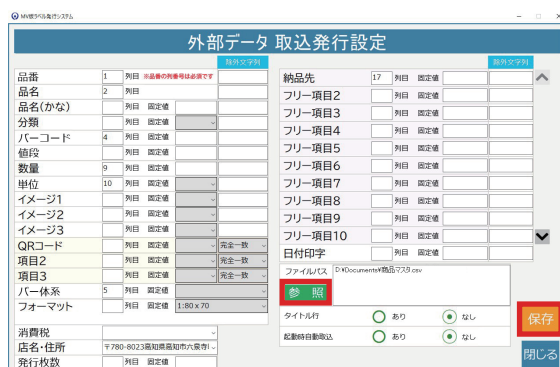 MV版ラベル発行システム
外部データ 取込発行設定
除外文字列
除外文字列
品番 1 列目 ※品番の列番号は必須です
品名 2 列目
品名(かな) 列目 固定値
分類 列目 固定値
バーコード 4 列目 固定値
値段 列目 固定値
数量 9 列目 固定値
単位 10 列目 固定値
イメージ1 列目 固定値
イメージ2 列目 固定値
イメージ3 列目 固定値
QRコード 列目 固定値 完全一致
項目2 列目 固定値 完全一致
項目3 列目 固定値 完全一致
バー体系 5 列目 固定値
フォーマット 列目 固定値 1:80 x 70
消費税
店名・住所 〒780-8023高知県高知市六泉寺
発行枚数 列目 固定値
納品先 17 列目 固定値
フリー項目2 列目 固定値
フリー項目3 列目 固定値
フリー項目4 列目 固定値
フリー項目5 列目 固定値
フリー項目6 列目 固定値
フリー項目7 列目 固定値
フリー項目8 列目 固定値
フリー項目9 列目 固定値
フリー項目10 列目 固定値
日付印字 列目 固定値
ファイルパス D:¥Documents¥商品マスタ.csv
参 照
タイトル行 あり なし
起動時自動取込 あり なし
保存
閉じる